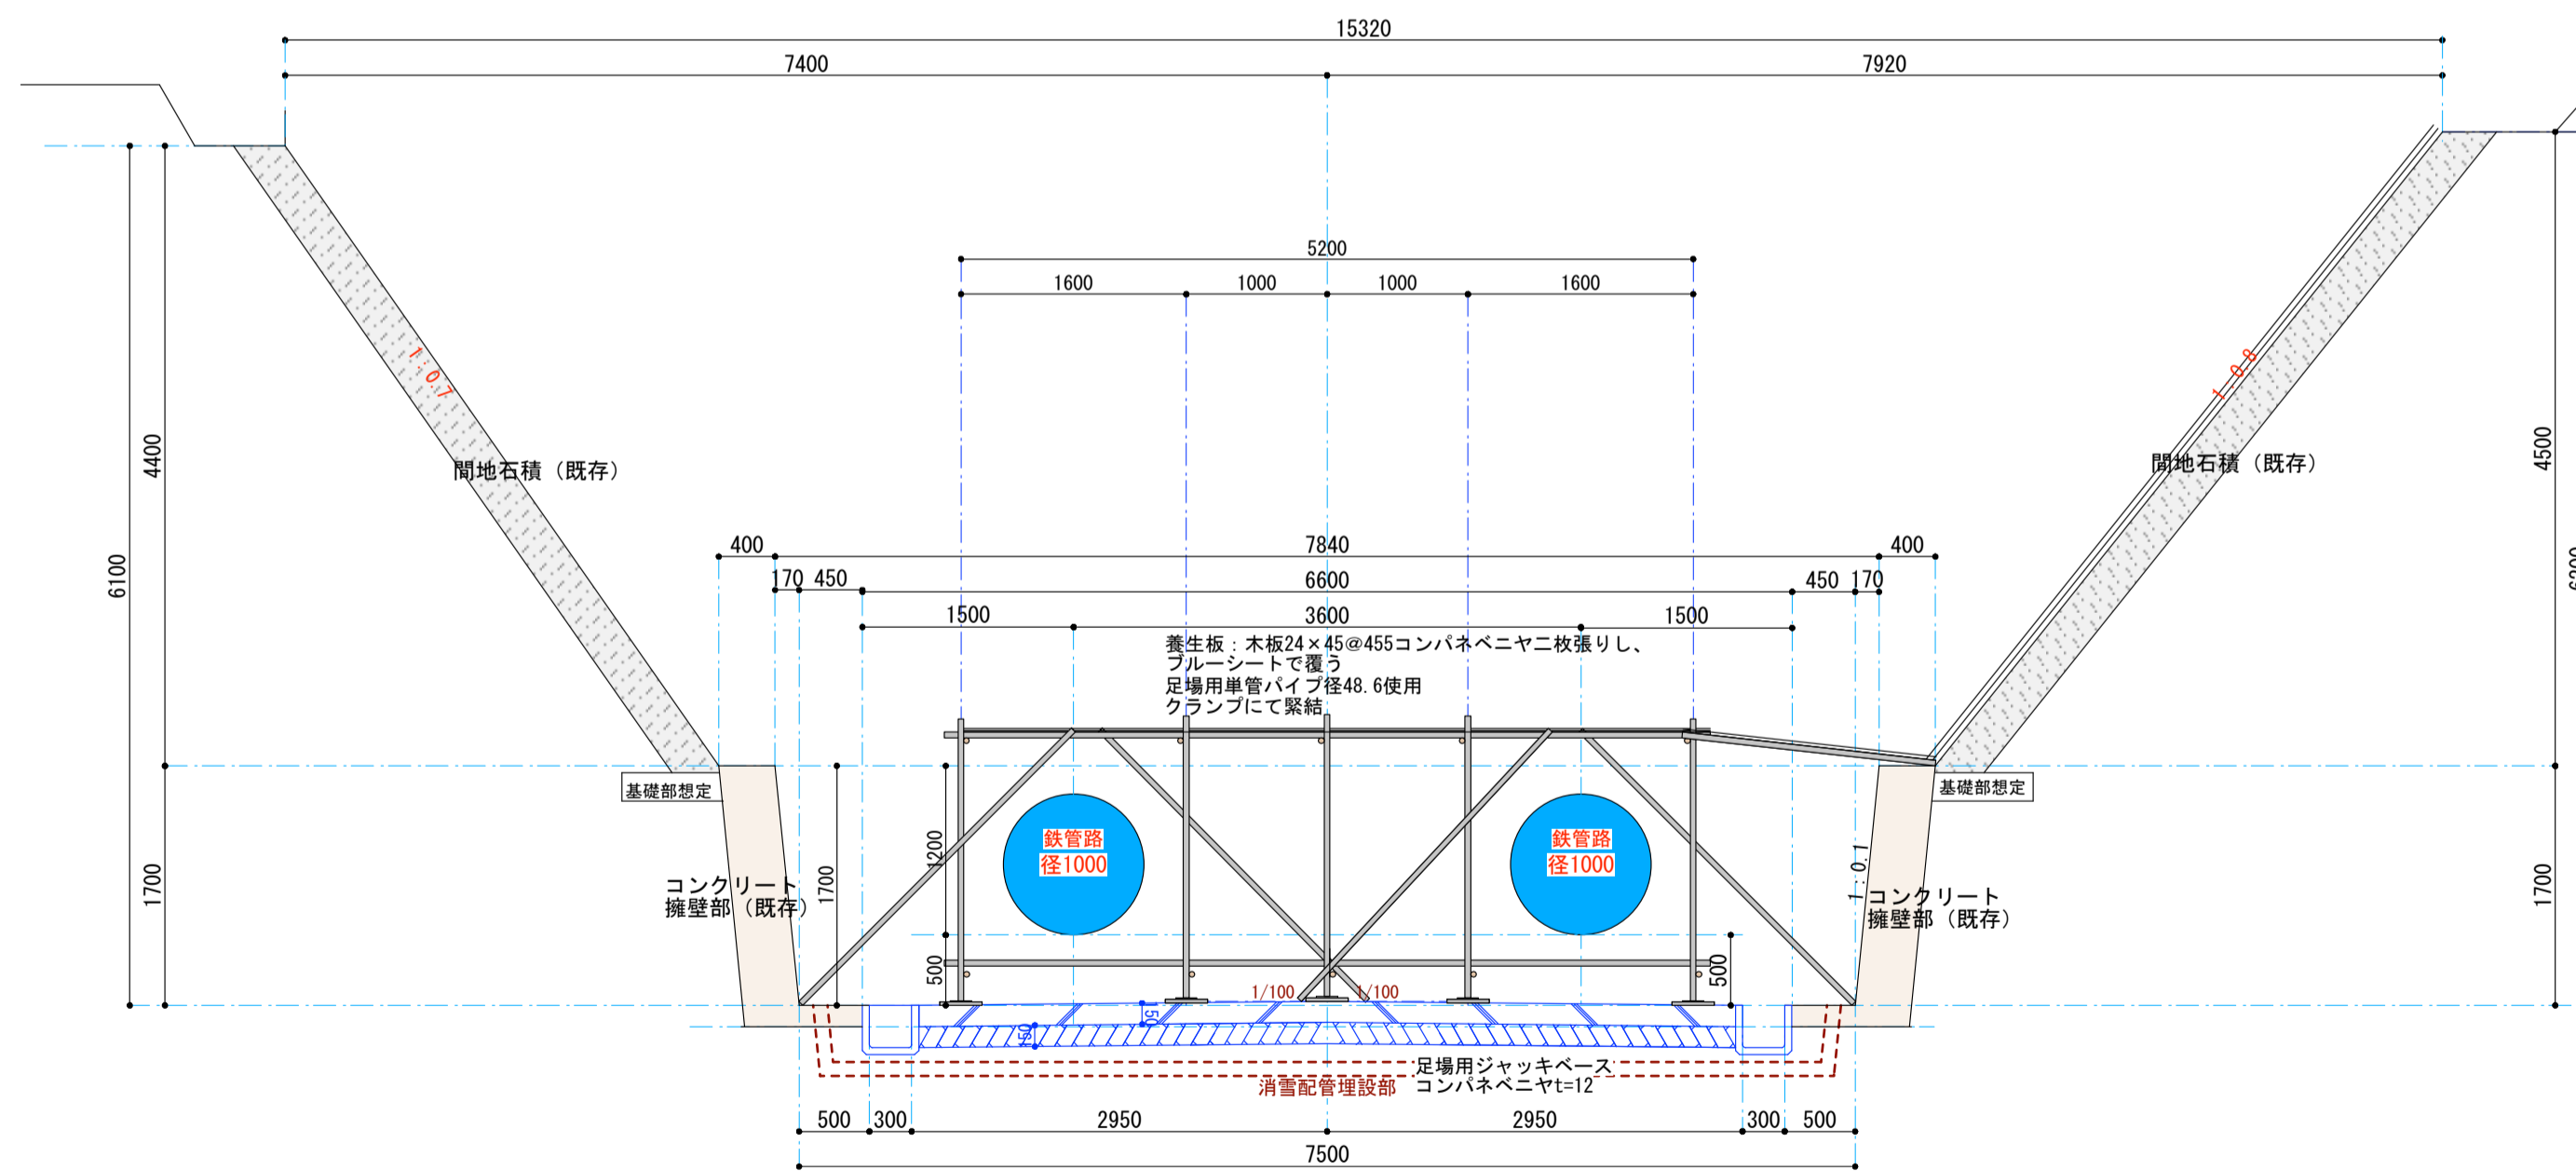 15320
7400
7920
5200
1600
1000
1000
1600
1:0.7
1:0.8
4400
間地石積（既存）
間地石積（既存）
4500
6100
400
7840
400
170
450
6600
450
170
1500
3600
1500
養生板：木板24×45@455コンパネベニヤ二枚張りし、
ブルーシートで覆う
足場用単管パイプ径48.6使用
クランプにて緊結
基礎部想定
基礎部想定
鉄管路
径1000
鉄管路
径1000
1200
1700
1700
1700
コンクリート
擁壁部（既存）
1:0.1
コンクリート
擁壁部（既存）
500
500
1/100
1/100
150
足場用ジャッキベース
消雪配管埋設部
コンパネベニヤt=12
500
300
2950
2950
300
500
7500